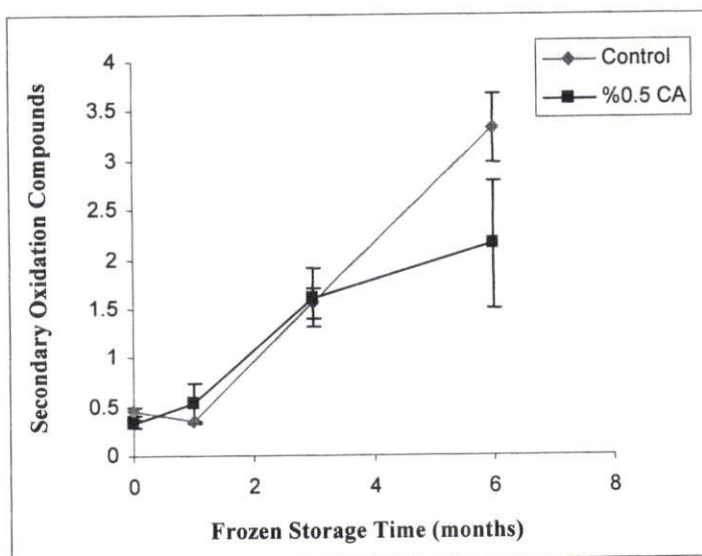 Control
%0.5 CA
Secondary Oxidation Compounds
4
3.5
3
2.5
2
1.5
1
0.5
0
0 2 4 6 8
Frozen Storage Time (months)